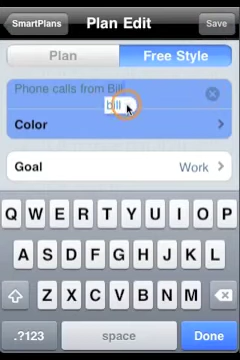 SmartPlans Plan Edit Save
Plan Free Style
Phone calls from Bill
bill
Color
Goal Work
Q W E R T Y U I O P
A S D F G H J K L
Z X C V B N M
.?123 space Done